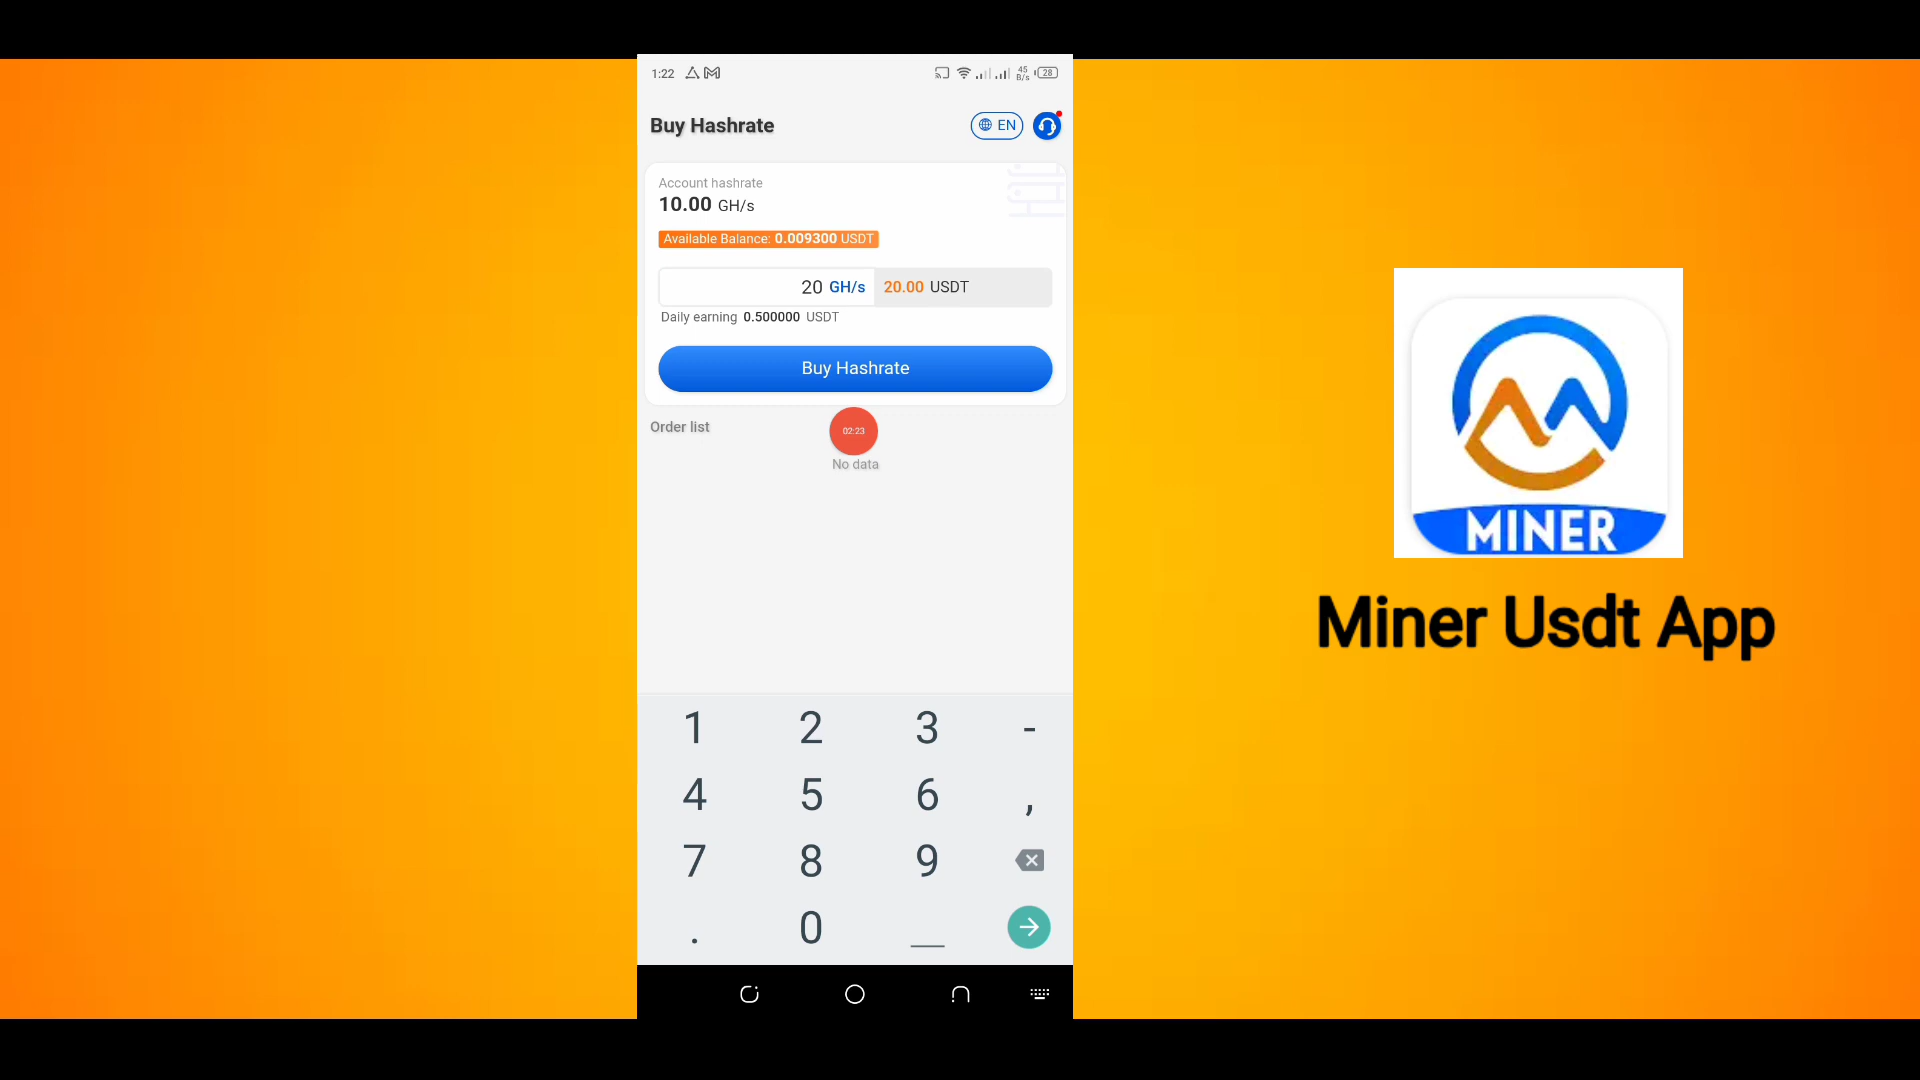 1:22
45
B/s
28
Buy Hashrate
EN
Account hashrate
10.00 GH/s
Available Balance: 0.009300 USDT
20 GH/s 20.00 USDT
Daily earning 0.500000 USDT
Buy Hashrate
Order list
02:23
No data
MINER
Miner Usdt App
1 2 3 -
4 5 6 ,
7 8 9
. 0